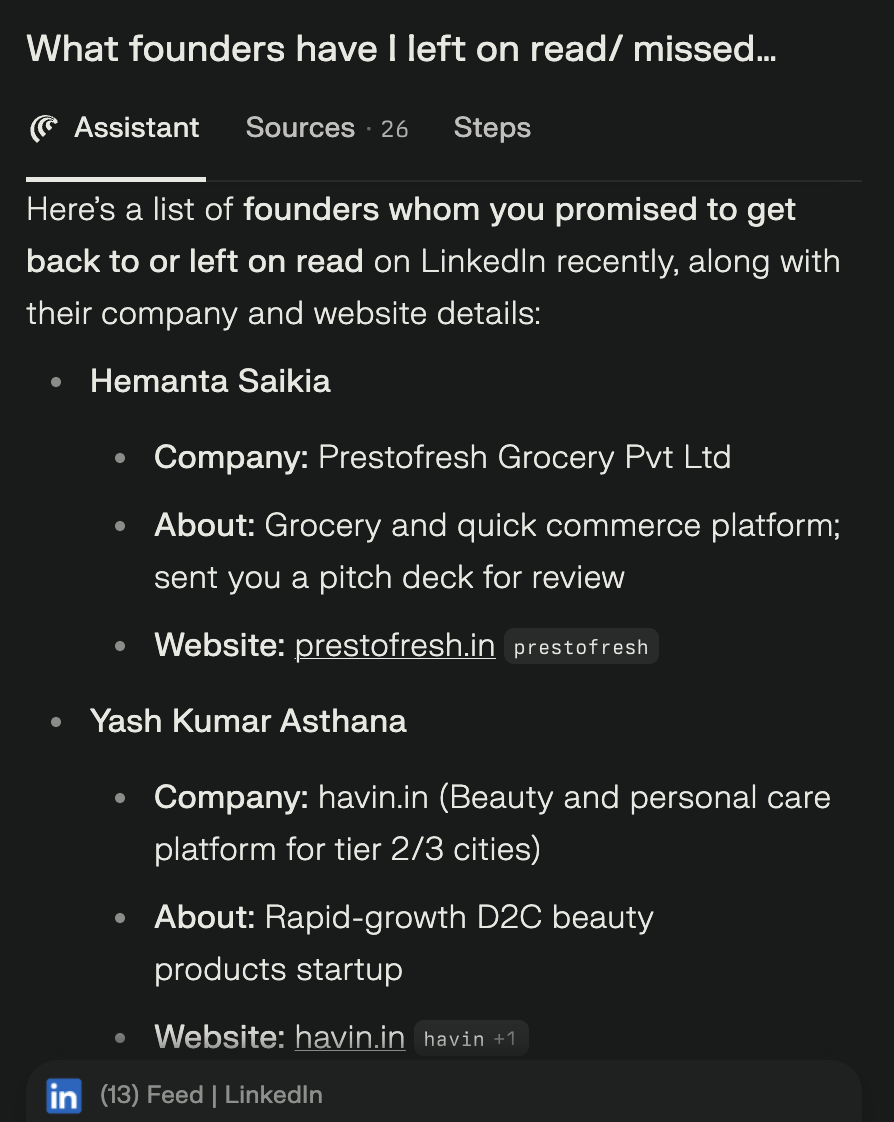 What founders have I left on read/ missed...
Assistant Sources · 26 Steps
Here's a list of founders whom you promised to get
back to or left on read on LinkedIn recently, along with
their company and website details:
• Hemanta Saikia
• Company: Prestofresh Grocery Pvt Ltd
• About: Grocery and quick commerce platform;
sent you a pitch deck for review
• Website: prestofresh.in prestofresh
• Yash Kumar Asthana
• Company: havin.in (Beauty and personal care
platform for tier 2/3 cities)
• About: Rapid-growth D2C beauty
products startup
• Website: havin.in havin +1
in (13) Feed | LinkedIn